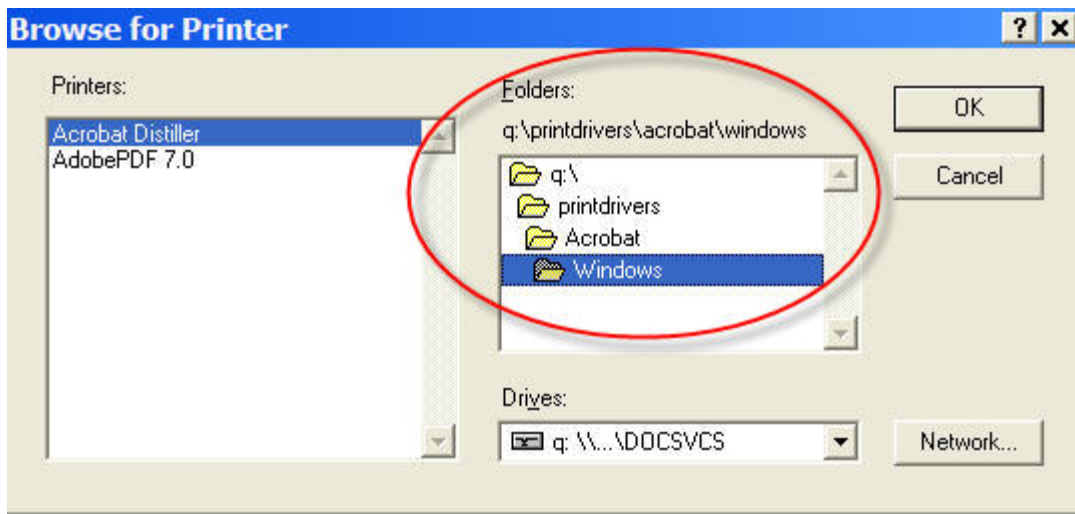 Browse for Printer
? X
Printers:
Acrobat Distiller
AdobePDF 7.0
Folders:
q:\printdrivers\acrobat\windows
q:\
printdrivers
Acrobat
Windows
Drives:
q: \\...\DOCSVCS
OK
Cancel
Network...